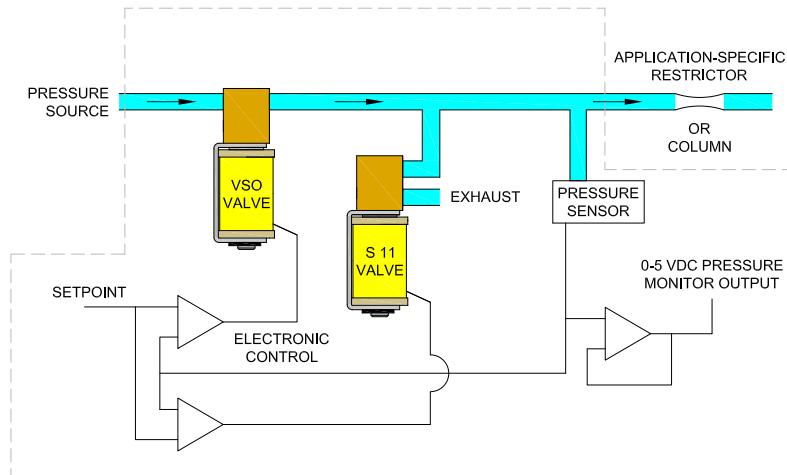 APPLICATION-SPECIFIC
RESTRICTOR
OR
COLUMN
PRESSURE
SOURCE
VSO
VALVE
EXHAUST
PRESSURE
SENSOR
S 11
VALVE
0-5 VDC PRESSURE
MONITOR OUTPUT
SETPOINT
ELECTRONIC
CONTROL